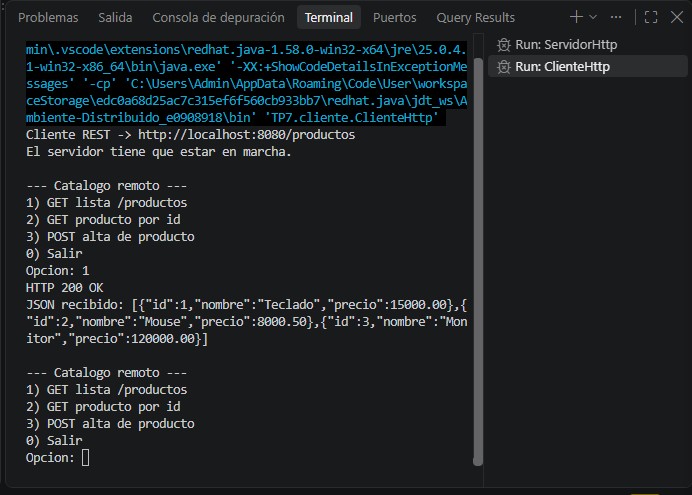 Problemas Salida Consola de depuración Terminal Puertos Query Results
Run: ServidorHttp
Run: ClienteHttp
min\.vscode\extensions\redhat.java-1.58.0-win32-x64\jre\25.0.4.
1-win32-x86_64\bin\java.exe' '-XX:+ShowCodeDetailsInExceptionMe
ssages' '-cp' 'C:\Users\Admin\AppData\Roaming\Code\User\workspa
ceStorage\edc0a68d25ac7c315ef6f560cb933bb7\redhat.java\jdt_ws\A
mbiente-Distribuido_e0908918\bin' 'TP7.cliente.ClienteHttp'
Cliente REST -> http://localhost:8080/productos
El servidor tiene que estar en marcha.
--- Catalogo remoto ---
1) GET lista /productos
2) GET producto por id
3) POST alta de producto
0) Salir
Opcion: 1
HTTP 200 OK
JSON recibido: [{"id":1,"nombre":"Teclado","precio":15000.00},{
"id":2,"nombre":"Mouse","precio":8000.50},{"id":3,"nombre":"Mon
itor","precio":120000.00}]
--- Catalogo remoto ---
1) GET lista /productos
2) GET producto por id
3) POST alta de producto
0) Salir
Opcion: